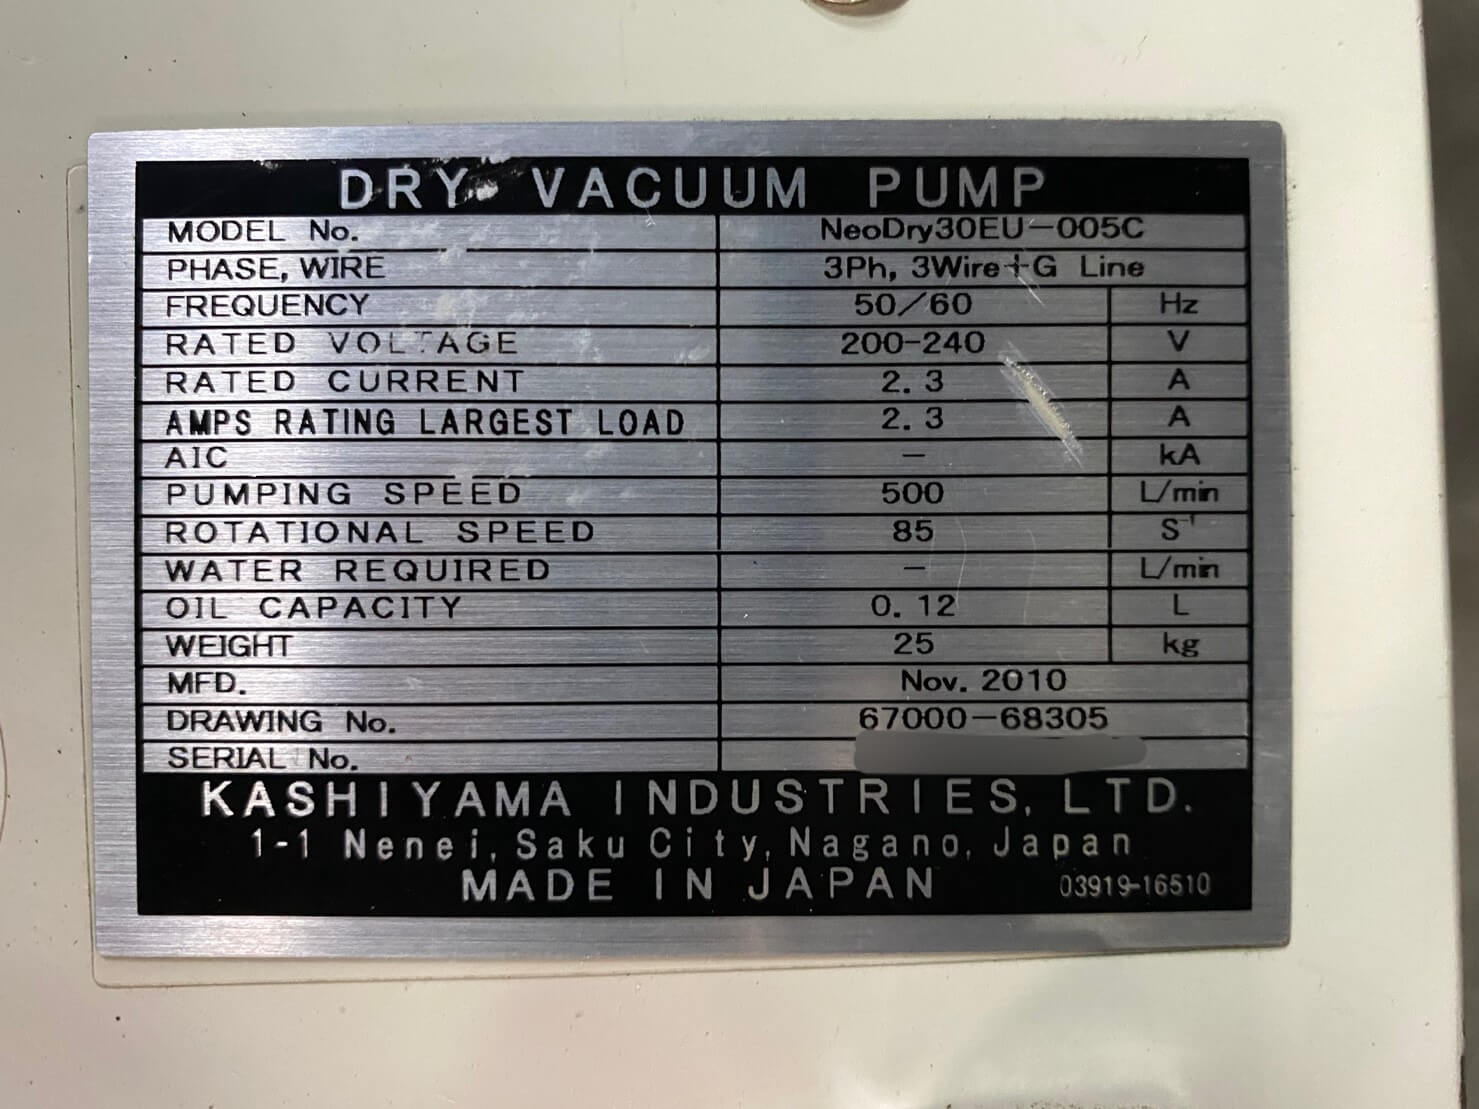 DRY VACUUM PUMP
MODEL No. NeoDry30EU-005C
PHASE, WIRE 3Ph, 3Wire+G Line
FREQUENCY 50/60 Hz
RATED VOLTAGE 200-240 V
RATED CURRENT 2.3 A
AMPS RATING LARGEST LOAD 2.3 A
AIC - kA
PUMPING SPEED 500 L/min
ROTATIONAL SPEED 85 S⁻¹
WATER REQUIRED - L/min
OIL CAPACITY 0.12 L
WEIGHT 25 kg
MFD. Nov. 2010
DRAWING No. 67000-68305
SERIAL No.
KASHIYAMA INDUSTRIES, LTD.
1-1 Nenei, Saku City, Nagano, Japan
MADE IN JAPAN 03919-16510